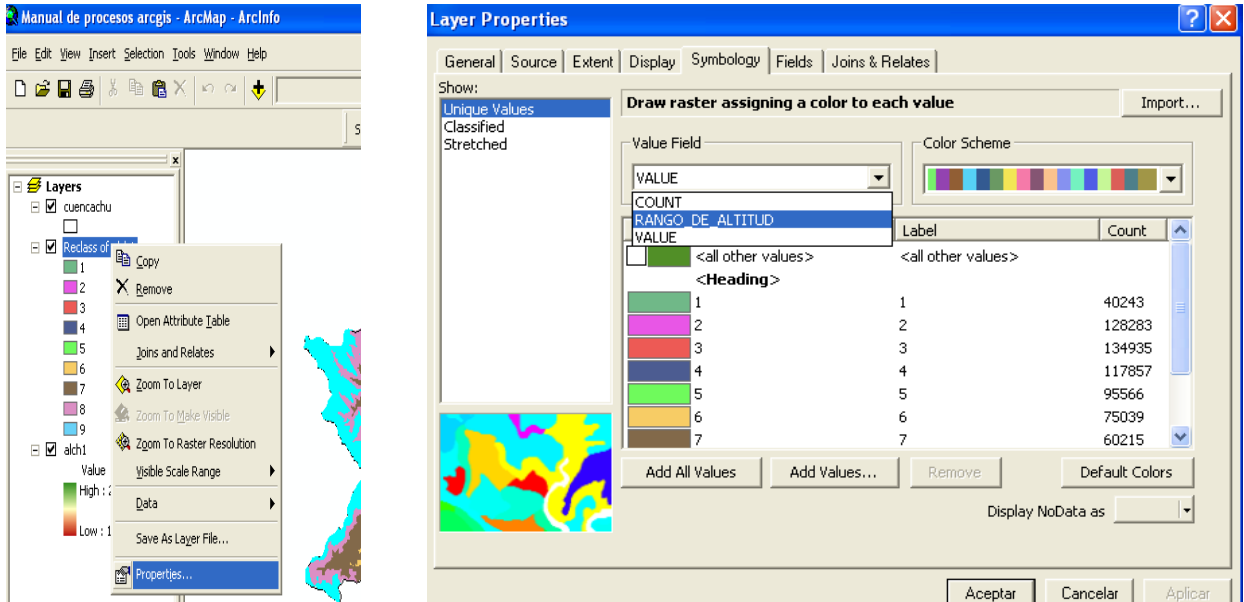 Manual de procesos arcgis - ArcMap - ArcInfo
File Edit View Insert Selection Tools Window Help
S
x
Layers
cuencachu
Reclass of
1
2
3
4
5
6
7
8
9
alch1
Value
High : 2
Low : 1
Copy
Remove
Open Attribute Table
Joins and Relates
Zoom To Layer
Zoom To Make Visible
Zoom To Raster Resolution
Visible Scale Range
Data
Save As Layer File...
Properties...
Layer Properties
General Source Extent Display Symbology Fields Joins & Relates
Show:
Unique Values
Classified
Stretched
Draw raster assigning a color to each value
Import...
Value Field
Color Scheme
VALUE
COUNT
RANGO_DE_ALTITUD
VALUE
Label Count
<all other values> <all other values>
<Heading>
1 1 40243
2 2 128283
3 3 134935
4 4 117857
5 5 95566
6 6 75039
7 7 60215
Add All Values Add Values... Remove Default Colors
Display NoData as
Aceptar Cancelar Aplicar